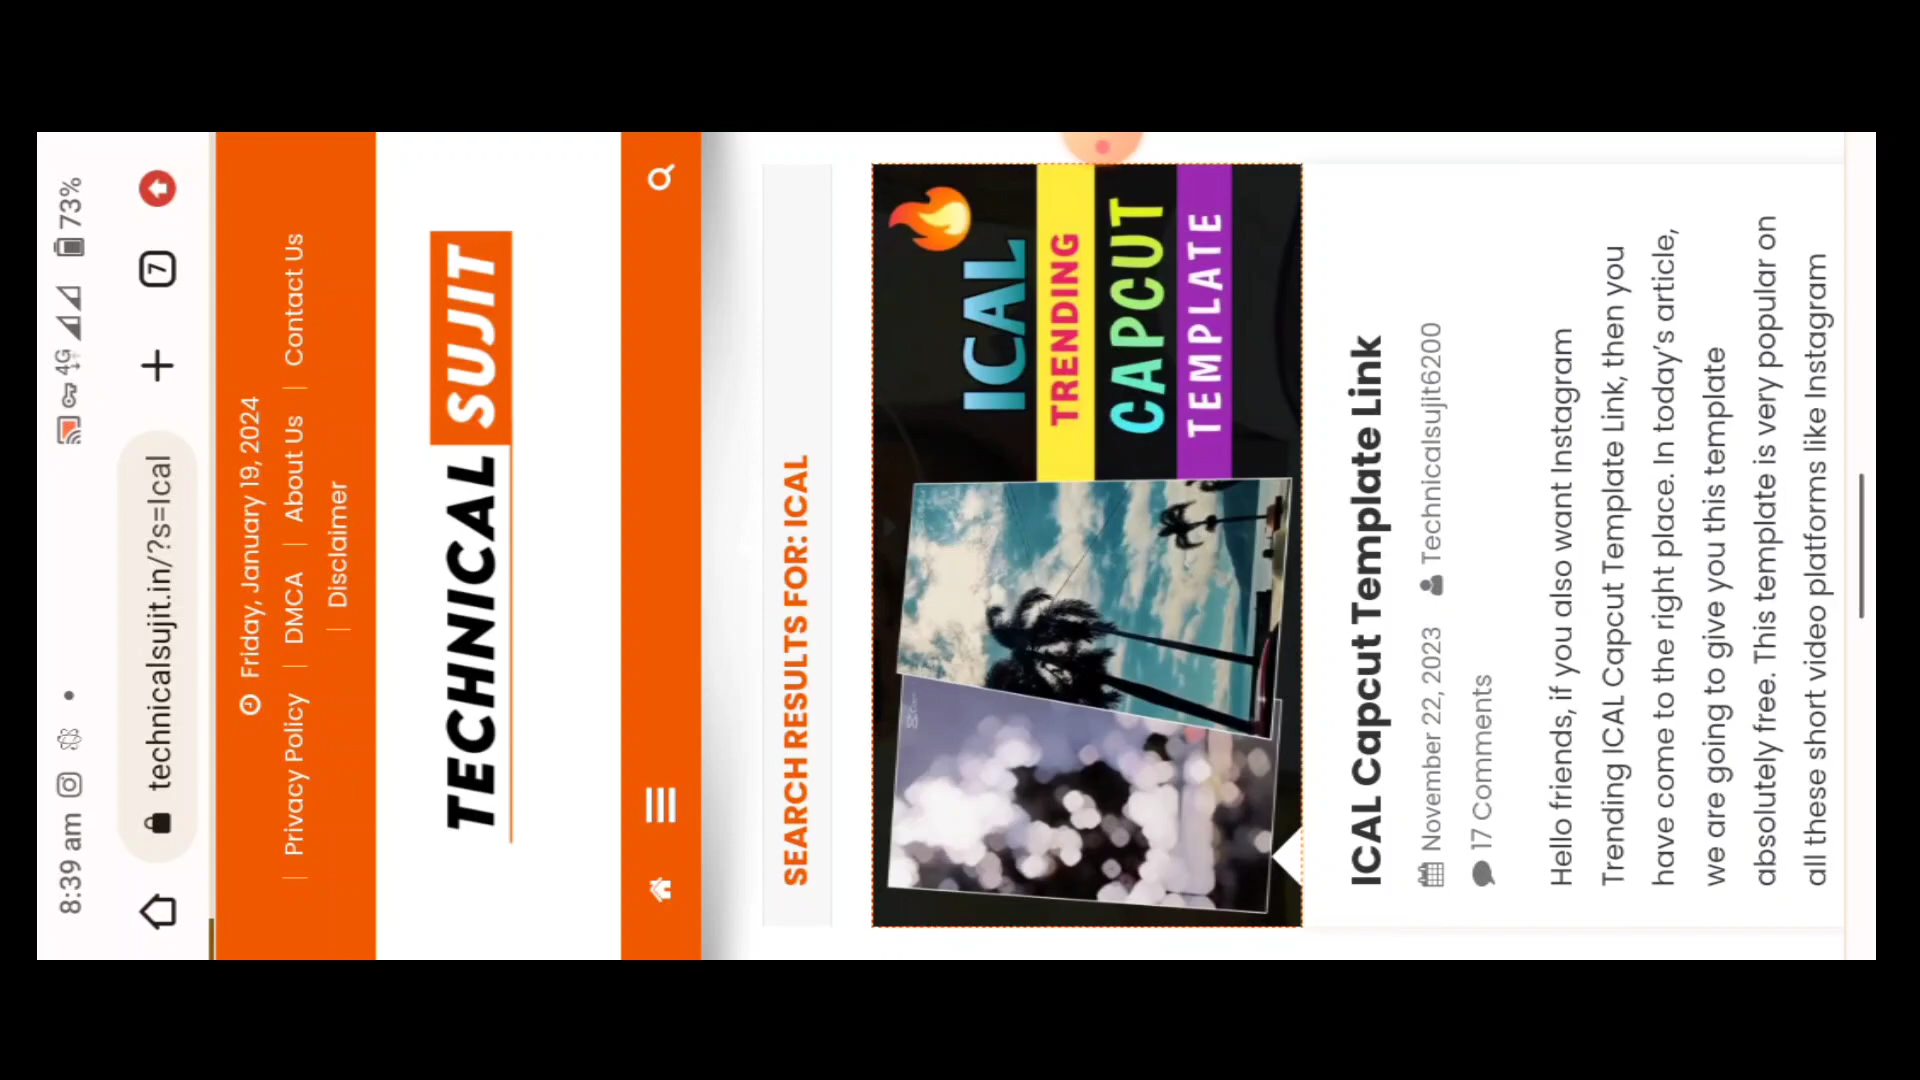 8:39 am
4G
73%
technicalsujit.in/?s=Ical
7
Friday, January 19, 2024
| Privacy Policy | DMCA | About Us | Contact Us
| Disclaimer
TECHNICAL SUJIT
SEARCH RESULTS FOR: ICAL
ICAL
TRENDING
CAPCUT
TEMPLATE
ICAL Capcut Template Link
November 22, 2023 Technicalsujit6200
17 Comments
Hello friends, if you also want Instagram
Trending ICAL Capcut Template Link, then you
have come to the right place. In today's article,
we are going to give you this template
absolutely free. This template is very popular on
all these short video platforms like Instagram